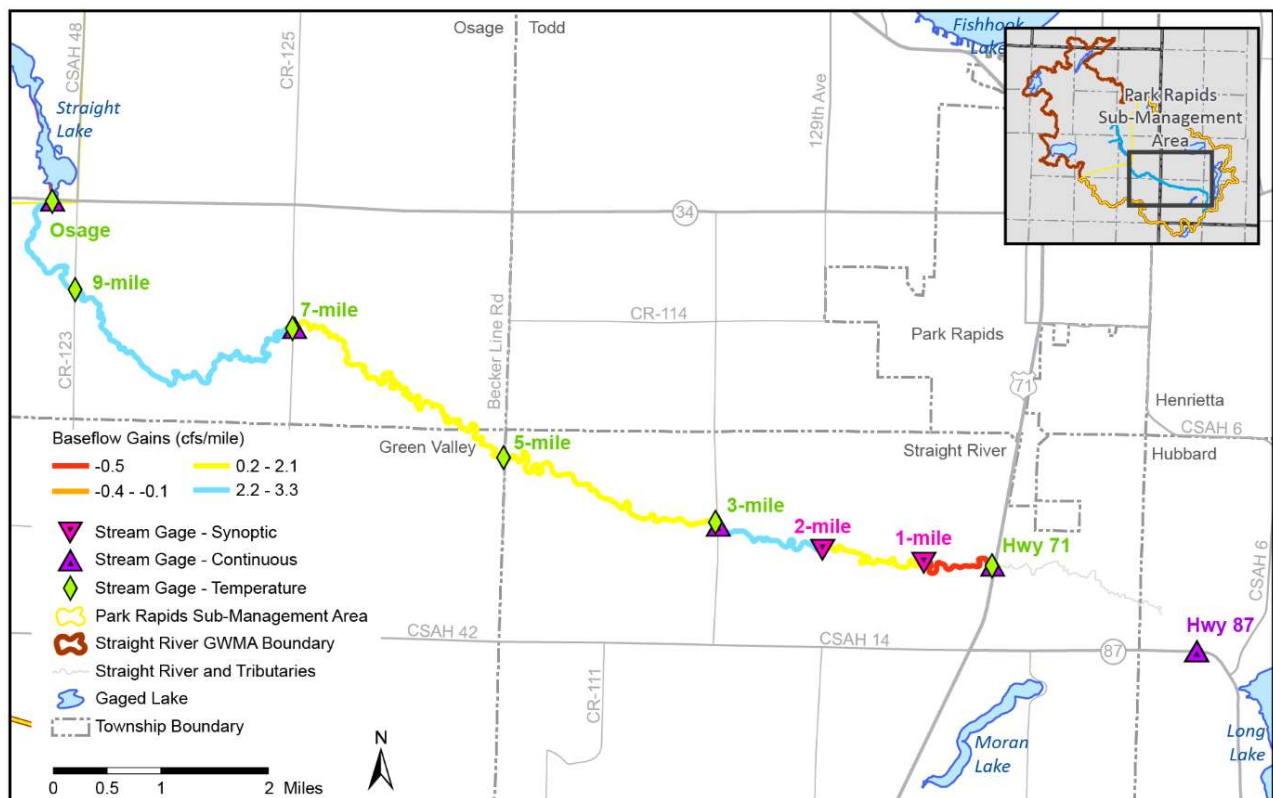 Osage
Todd
Fishhook
Lake
CSAH 48
CR-125
129th Ave
Straight
Lake
Park Rapids
Sub-Management
Area
34
Osage
9-mile
7-mile
CR-123
Becker Line Rd
CR-114
Park Rapids
71
Henrietta
CSAH 6
Green Valley
Straight River
Hubbard
5-mile
3-mile
2-mile
1-mile
Hwy 71
CSAH 6
Hwy 87
CSAH 42
CSAH 14
87
CR-111
Moran
Lake
Long
Lake
Baseflow Gains (cfs/mile)
-0.5
0.2 - 2.1
-0.4 - -0.1
2.2 - 3.3
Stream Gage - Synoptic
Stream Gage - Continuous
Stream Gage - Temperature
Park Rapids Sub-Management Area
Straight River GWMA Boundary
Straight River and Tributaries
Gaged Lake
Township Boundary
N
0 0.5 1 2 Miles